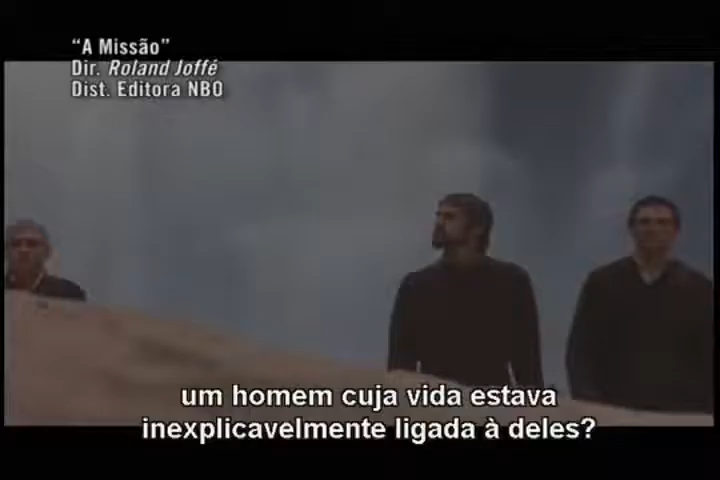 “A Missão”
Dir. Roland Joffé
Dist. Editora NBO
um homem cuja vida estava
inexplicavelmente ligada à deles?